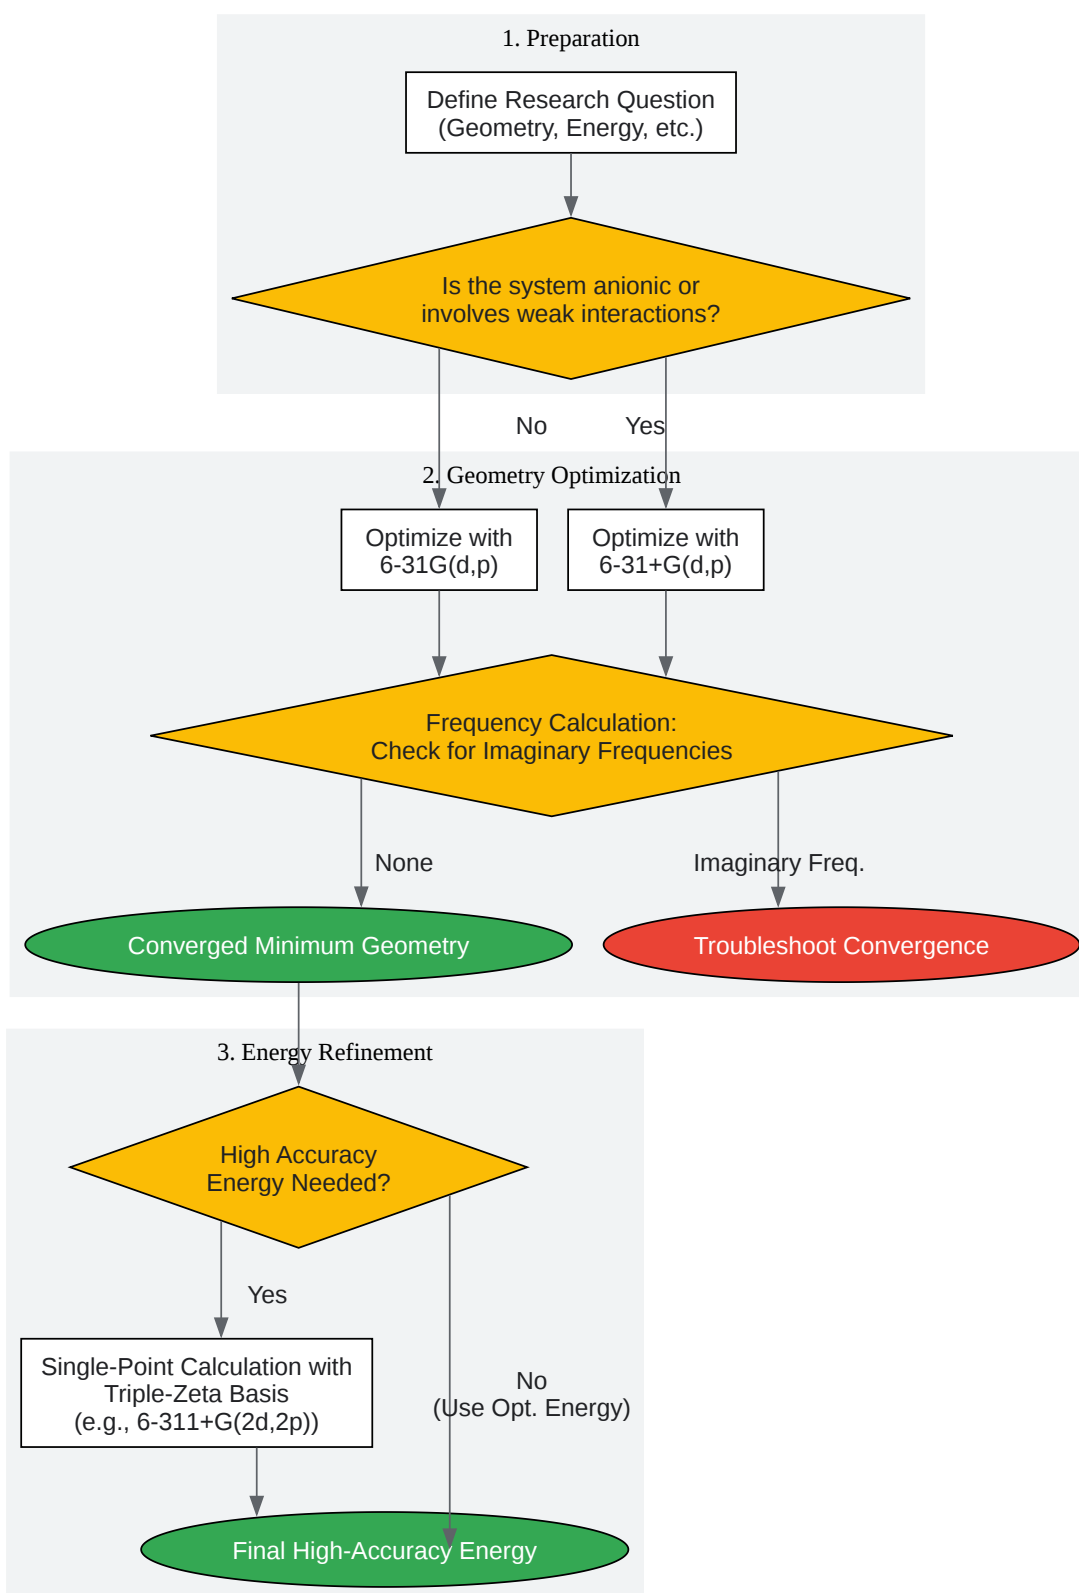 1. Preparation
Define Research Question
(Geometry, Energy, etc.)
Is the system anionic or
involves weak interactions?
No
Yes
2. Geometry Optimization
Optimize with
6-31G(d,p)
Optimize with
6-31+G(d,p)
Frequency Calculation:
Check for Imaginary Frequencies
None
Imaginary Freq.
Converged Minimum Geometry
Troubleshoot Convergence
3. Energy Refinement
High Accuracy
Energy Needed?
Yes
Single-Point Calculation with
Triple-Zeta Basis
(e.g., 6-311+G(2d,2p))
No
(Use Opt. Energy)
Final High-Accuracy Energy